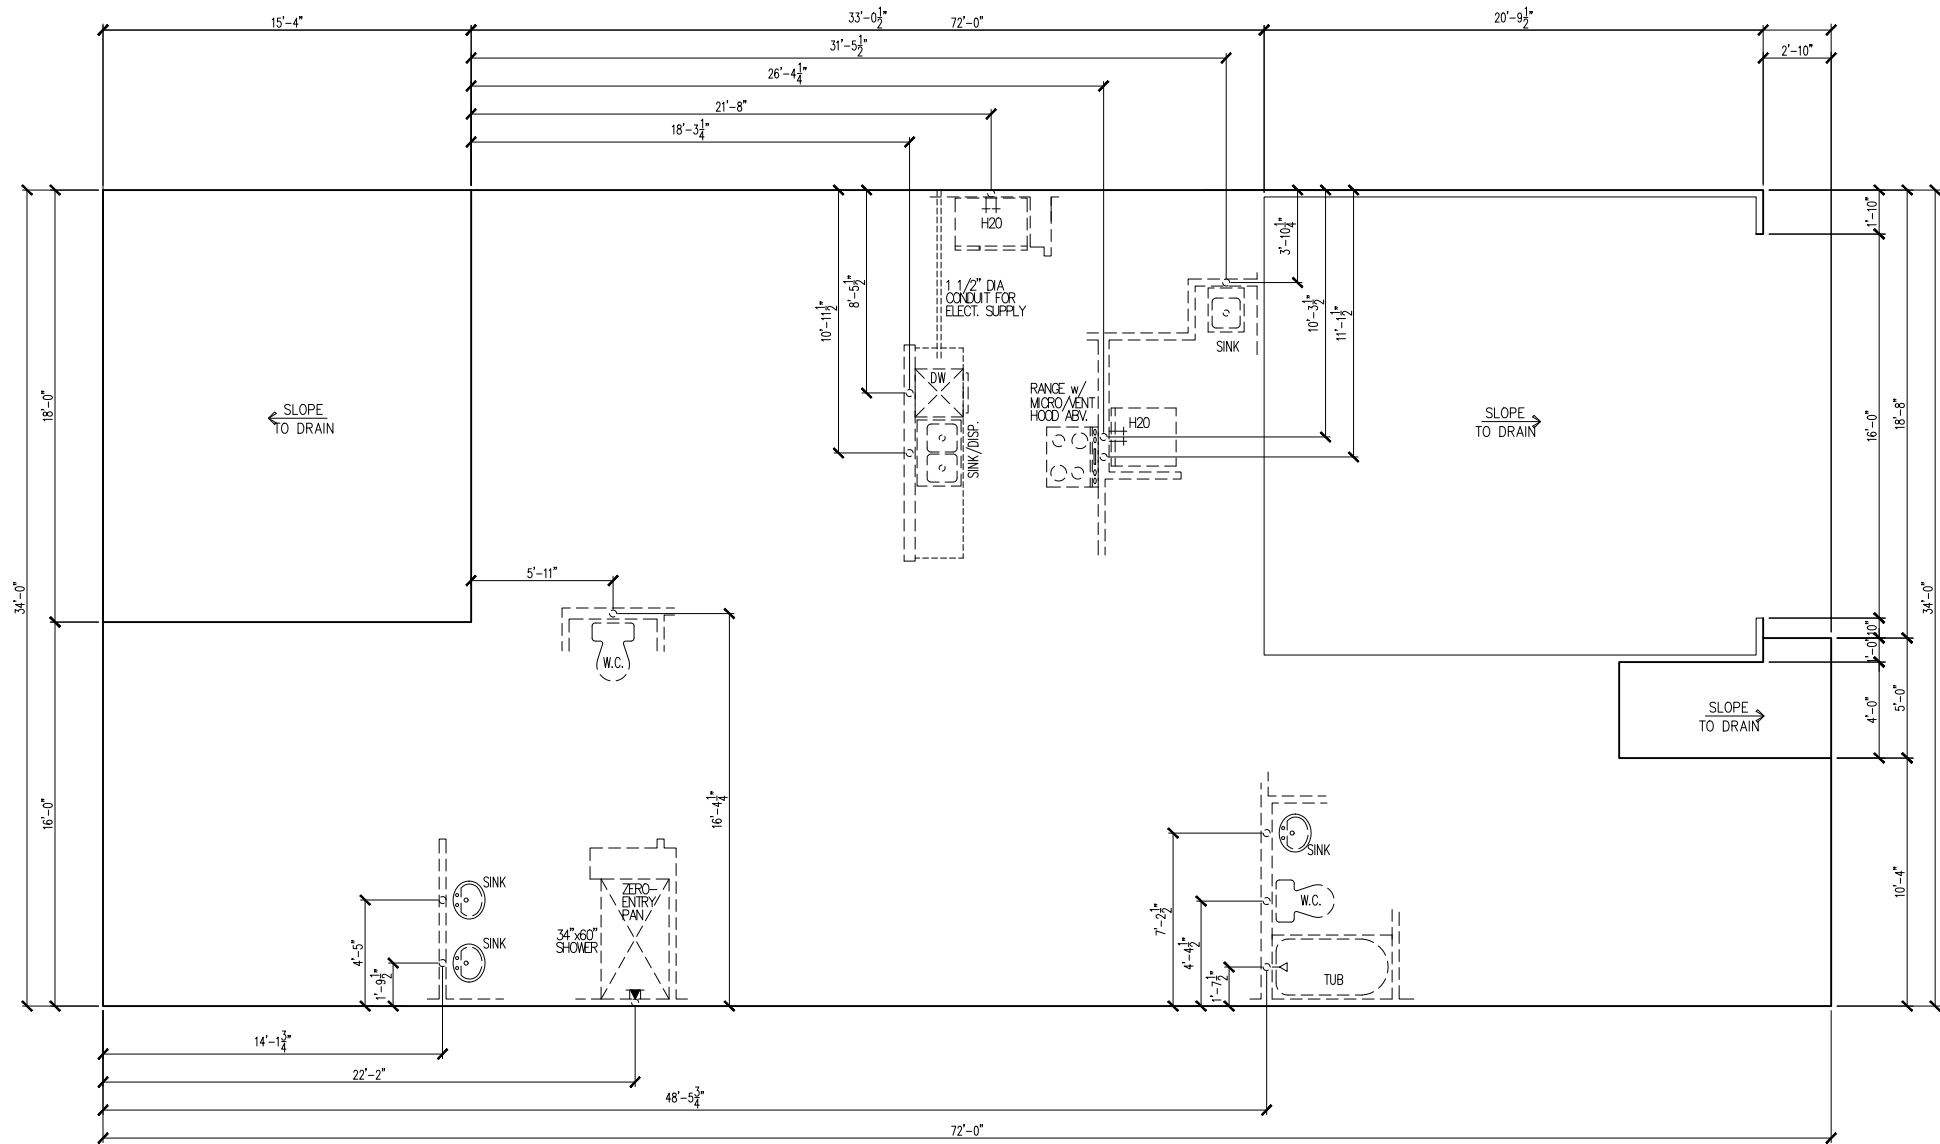 15'-4"
33'-0 1/2"
72'-0"
20'-9 1/2"
31'-5 1/2"
2'-10"
26'-4 1/4"
21'-8"
18'-3 1/4"
34'-0"
18'-0"
16'-0"
SLOPE
TO DRAIN
10'-11 1/2"
8'-5 1/2"
H20
1 1/2" DIA
CONDUIT FOR
ELECT. SUPPLY
DW
SINK/DISP.
RANGE w/
MICRO/VENT
HOOD ABV.
H20
SINK
3'-10 1/4"
10'-3 1/2"
11'-1 1/2"
SLOPE
TO DRAIN
1'-10"
16'-0"
18'-8"
34'-0"
10"
1'-0"
4'-0"
5'-0"
10'-4"
SLOPE
TO DRAIN
5'-11"
W.C.
16'-4 1/4"
SINK
SINK
4'-5"
1'-9 1/2"
ZERO-
ENTRY
PAN
34"x60"
SHOWER
7'-2 1/2"
4'-4 1/2"
1'-7 1/2"
SINK
W.C.
TUB
14'-1 3/4"
22'-2"
48'-5 3/4"
72'-0"